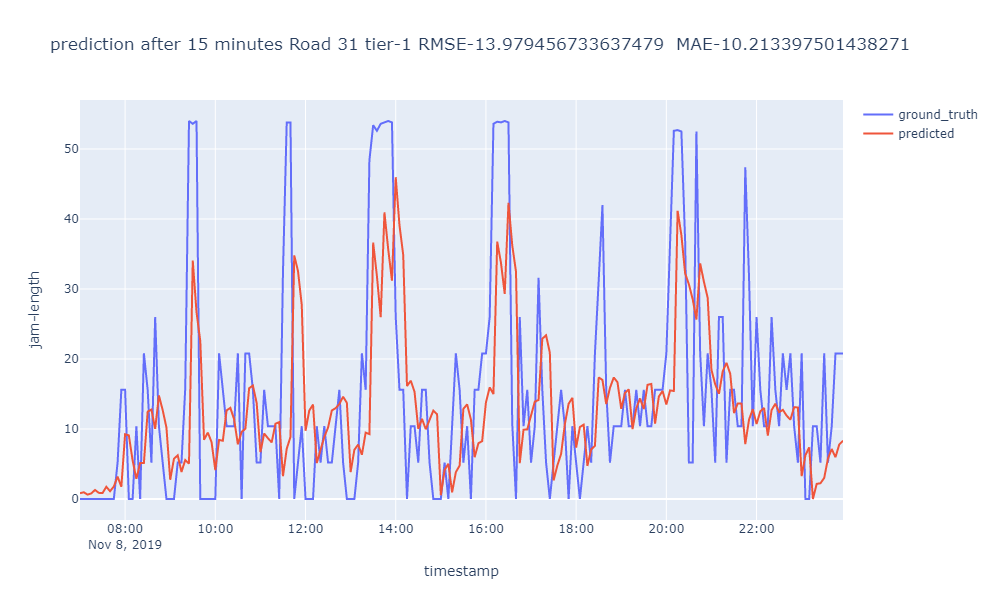 prediction after 15 minutes Road 31 tier-1 RMSE-13.979456733637479  MAE-10.213397501438271
ground_truth
predicted
50
40
30
20
10
0
jam-length
08:00 10:00 12:00 14:00 16:00 18:00 20:00 22:00
Nov 8, 2019
timestamp